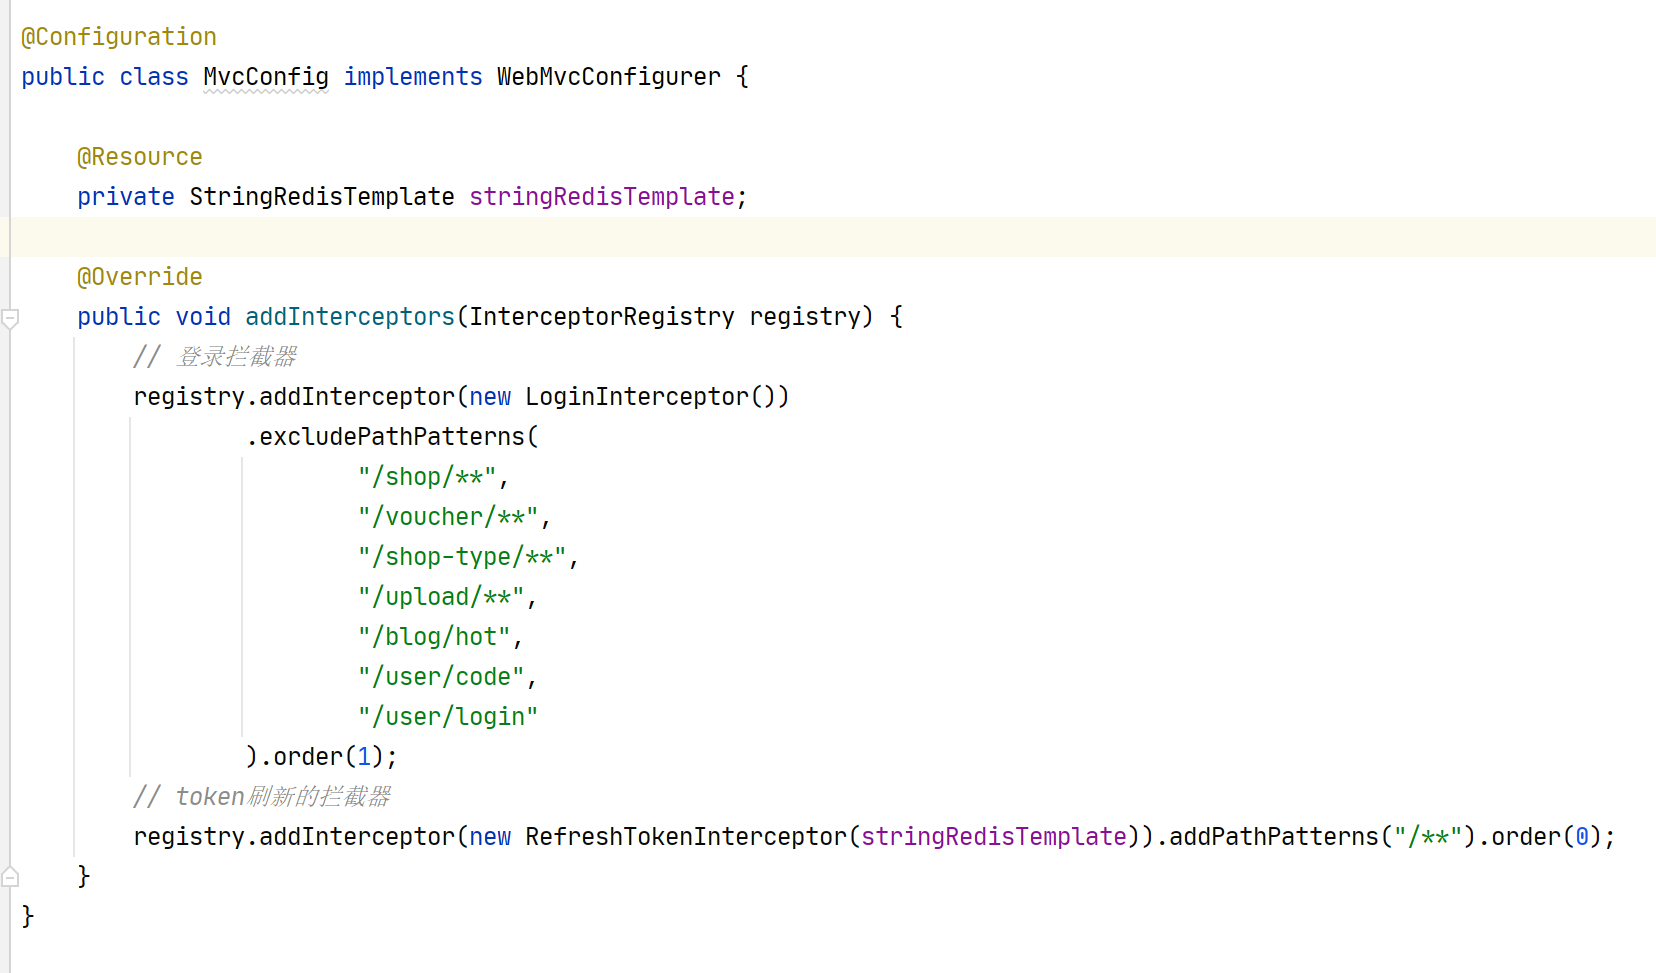 @Configuration
public class MvcConfig implements WebMvcConfigurer {
@Resource
private StringRedisTemplate stringRedisTemplate;
@Override
public void addInterceptors(InterceptorRegistry registry) {
// 登录拦截器
registry.addInterceptor(new LoginInterceptor())
.excludePathPatterns(
"/shop/**",
"/voucher/**",
"/shop-type/**",
"/upload/**",
"/blog/hot",
"/user/code",
"/user/login"
).order(1);
// token刷新的拦截器
registry.addInterceptor(new RefreshTokenInterceptor(stringRedisTemplate)).addPathPatterns("/**").order(0);
}
}